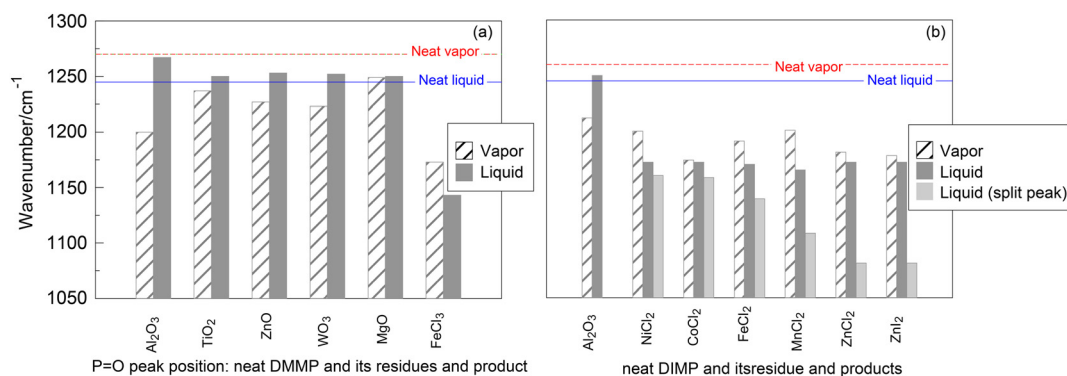 1300
1250
1200
1150
1100
1050
Wavenumber/cm⁻¹
(a)
Neat vapor
Neat liquid
Vapor
Liquid
Al₂O₃
TiO₂
ZnO
WO₃
MgO
FeCl₃
P=O peak position: neat DMMP and its residues and product
(b)
Neat vapor
Neat liquid
Vapor
Liquid
Liquid (split peak)
Al₂O₃
NiCl₂
CoCl₂
FeCl₂
MnCl₂
ZnCl₂
ZnI₂
neat DIMP and itsresidue and products